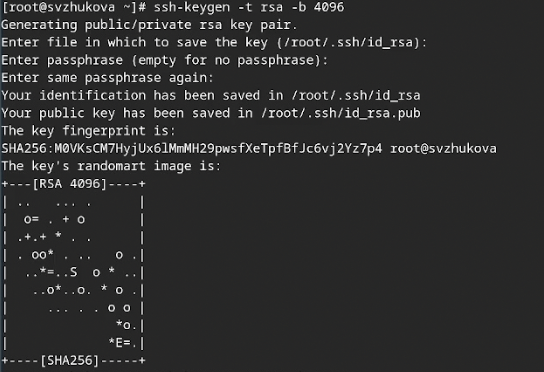 [root@svzhukova ~]# ssh-keygen -t rsa -b 4096
Generating public/private rsa key pair.
Enter file in which to save the key (/root/.ssh/id_rsa):
Enter passphrase (empty for no passphrase):
Enter same passphrase again:
Your identification has been saved in /root/.ssh/id_rsa
Your public key has been saved in /root/.ssh/id_rsa.pub
The key fingerprint is:
SHA256:M0VKsCM7HyjUx6lMmMH29pwsfXeTpfBfJc6vj2Yz7p4 root@svzhukova
The key's randomart image is:
+---[RSA 4096]----+
| ..   ... .      |
|  o= . + o       |
| .+.+ * . .      |
| . oo* . ..   o .|
|  ..*=..S  o * ..|
|   ..o*..o. * o .|
|     ... . . o o |
|              *o.|
|             *E=.|
+----[SHA256]-----+